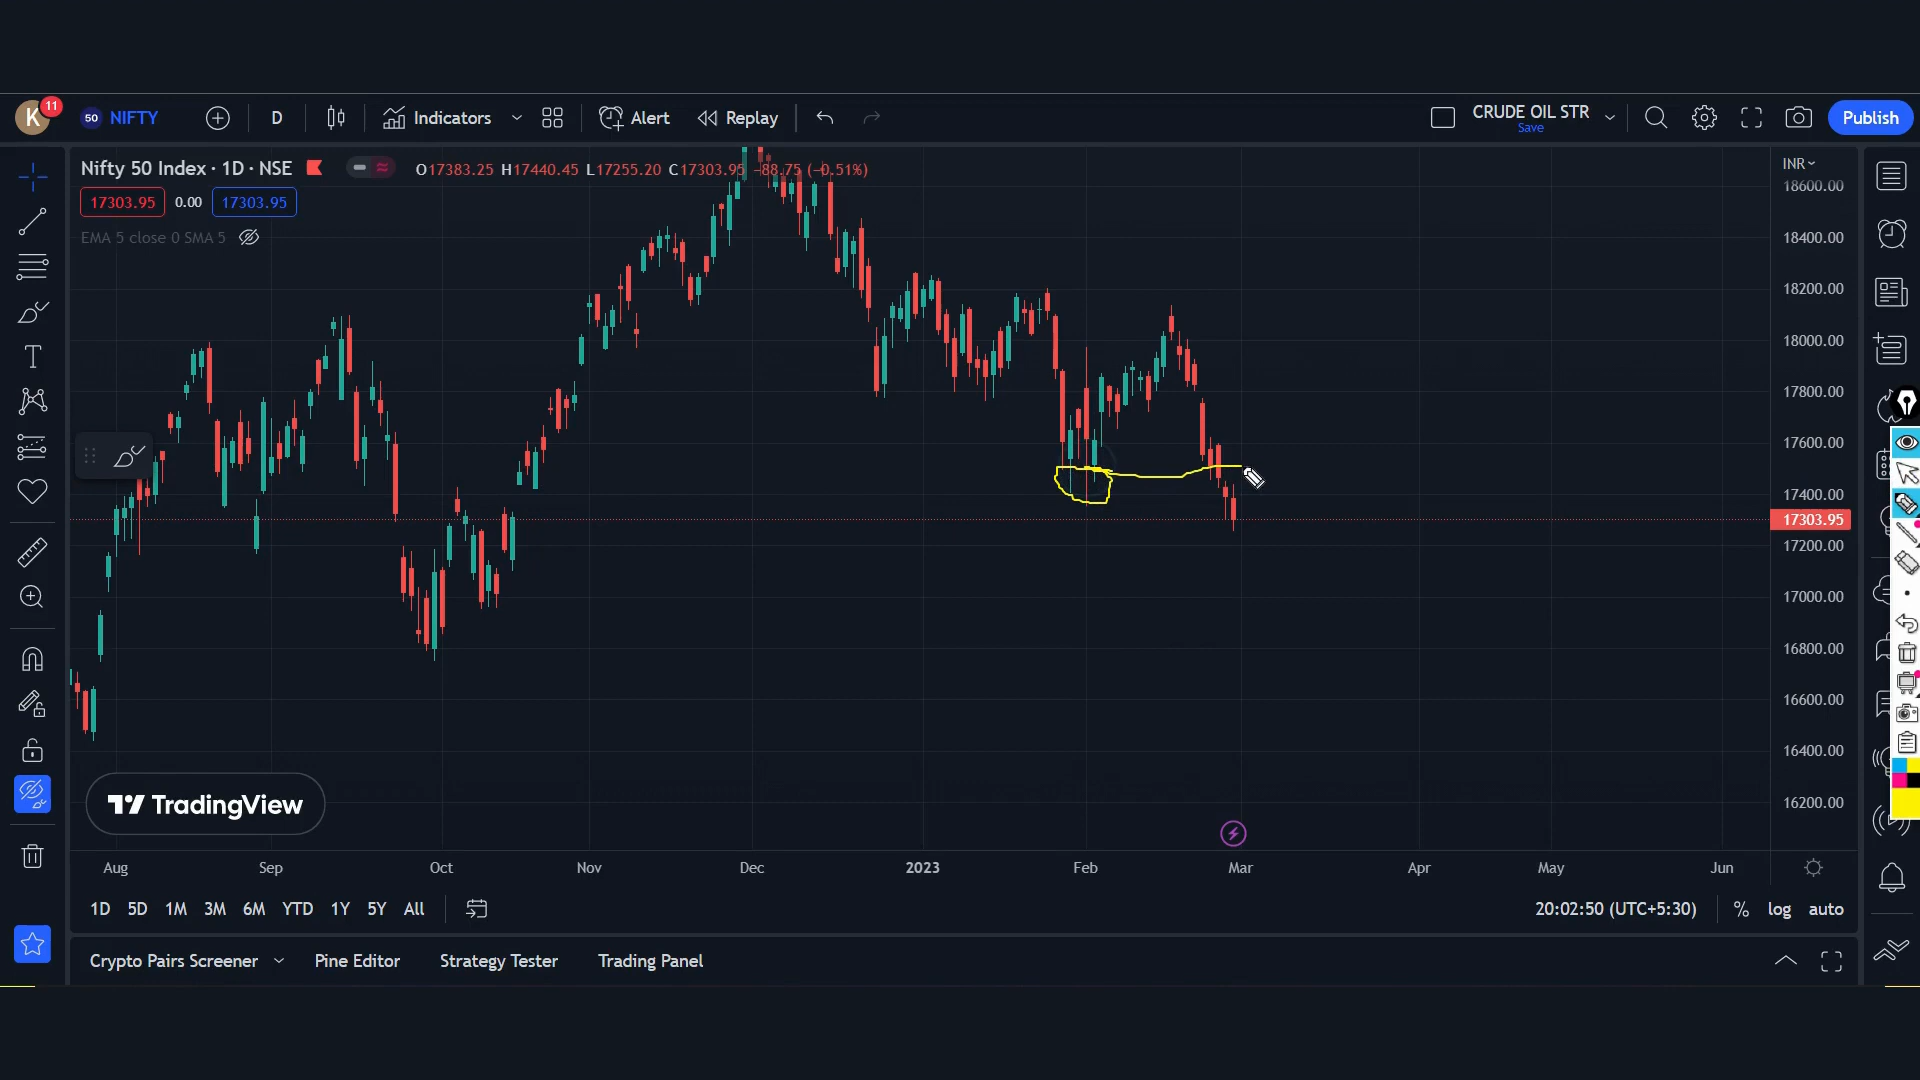 K 11 50 NIFTY D Indicators Alert Replay CRUDE OIL STR Publish
Save
Nifty 50 Index · 1D · NSE O17383.25 H17440.45 L17255.20 C17303.95 −88.75 (−0.51%) INR
18600.00
17303.95 0.00 17303.95
EMA 5 close 0 SMA 5
18400.00
18200.00
18000.00
17800.00
17600.00
17400.00
17303.95
17200.00
17000.00
16800.00
16600.00
16400.00
16200.00
TradingView
Aug Sep Oct Nov Dec 2023 Feb Mar Apr May Jun
1D 5D 1M 3M 6M YTD 1Y 5Y All 20:02:50 (UTC+5:30) % log auto
Crypto Pairs Screener Pine Editor Strategy Tester Trading Panel